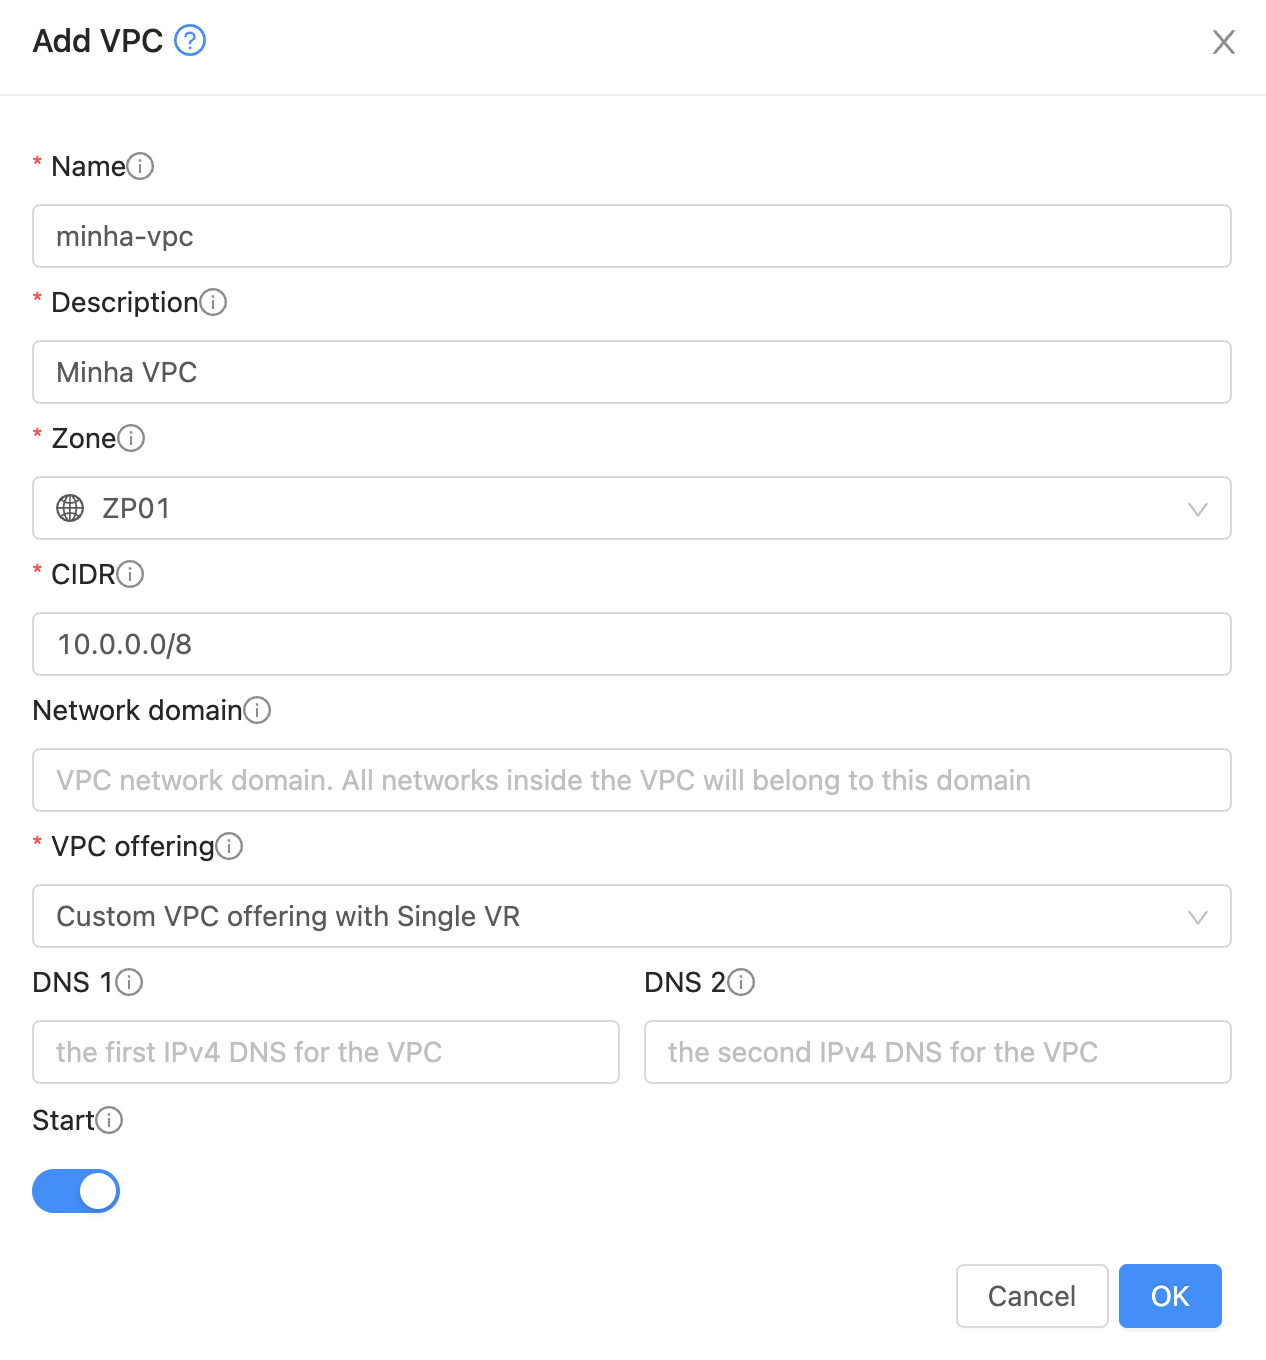 Add VPC ?
* Name
minha-vpc
* Description
Minha VPC
* Zone
ZP01
* CIDR
10.0.0.0/8
Network domain
VPC network domain. All networks inside the VPC will belong to this domain
* VPC offering
Custom VPC offering with Single VR
DNS 1 DNS 2
the first IPv4 DNS for the VPC the second IPv4 DNS for the VPC
Start
Cancel OK